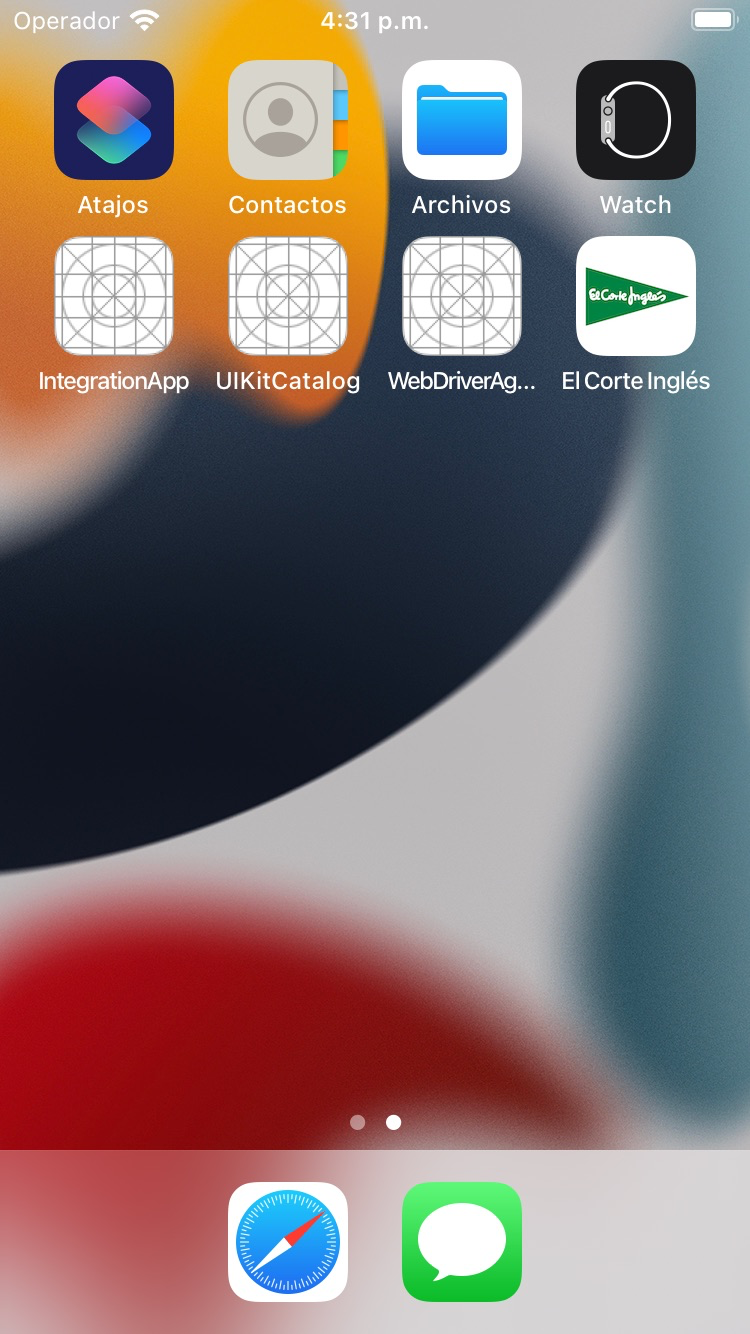 Operador 4:31 p.m.
Atajos Contactos Archivos Watch
El Corte Inglés
IntegrationApp UIKitCatalog WebDriverAg... El Corte Inglés